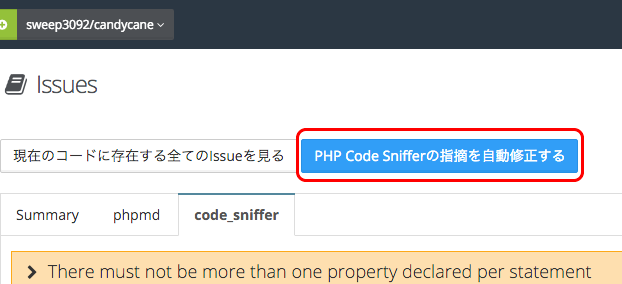 sweep3092/candycane
Issues
現在のコードに存在する全てのIssueを見る
PHP Code Snifferの指摘を自動修正する
Summary
phpmd
code_sniffer
There must not be more than one property declared per statement